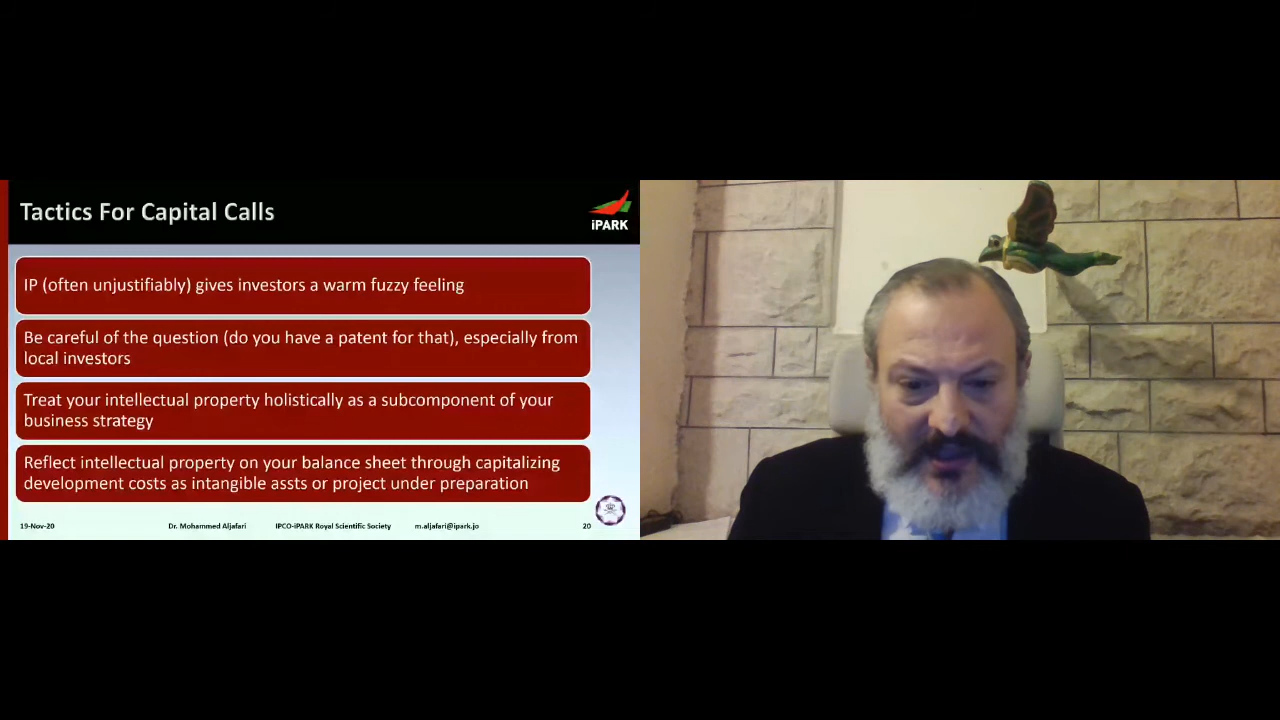 Tactics For Capital Calls
iPARK
IP (often unjustifiably) gives investors a warm fuzzy feeling
Be careful of the question (do you have a patent for that), especially from
local investors
Treat your intellectual property holistically as a subcomponent of your
business strategy
Reflect intellectual property on your balance sheet through capitalizing
development costs as intangible assts or project under preparation
19-Nov-20 Dr. Mohammed Aljafari IPCO-iPARK Royal Scientific Society m.aljafari@ipark.jo 20